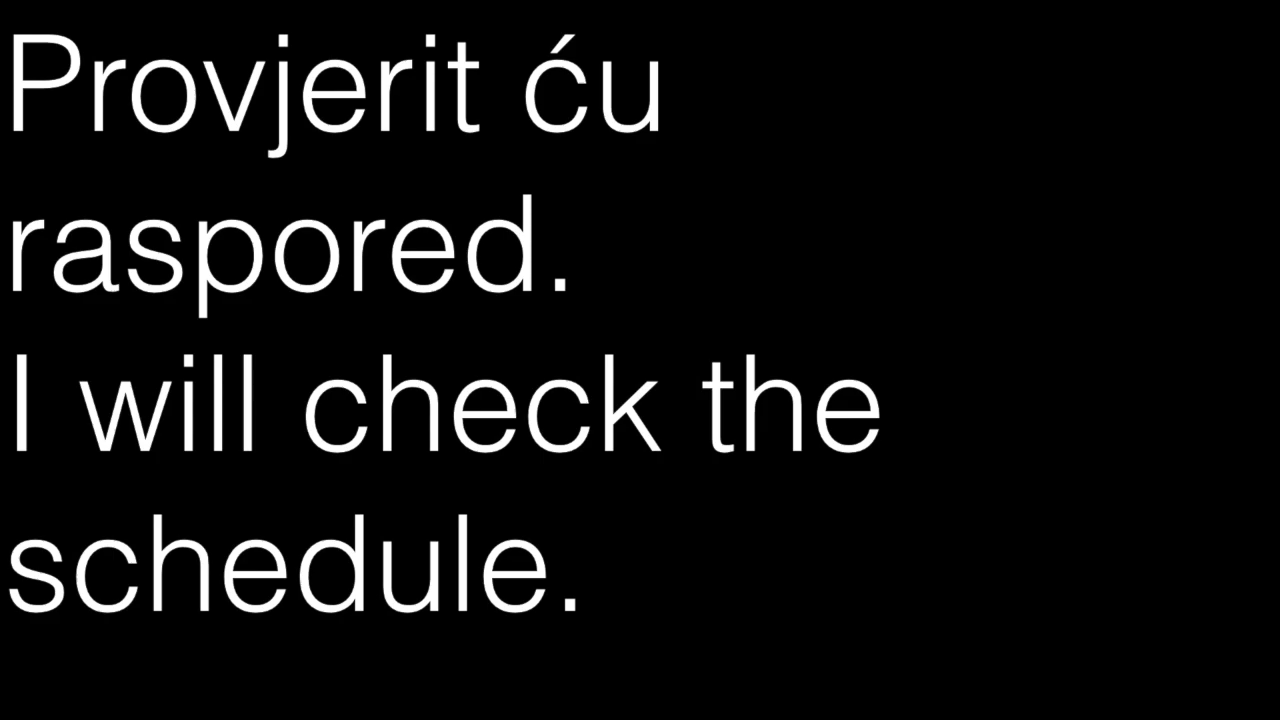 Provjerit ću
raspored.
I will check the
schedule.